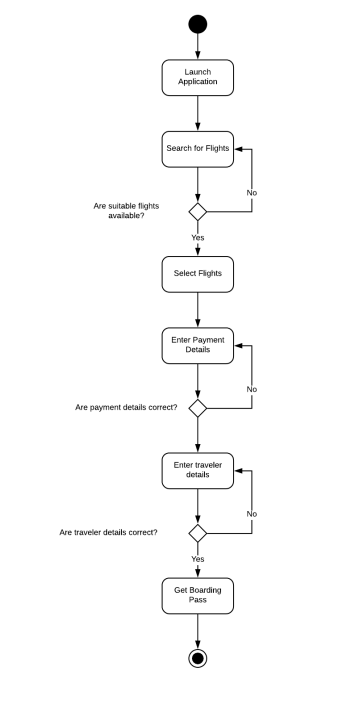 Launch
Application
Search for Flights
No
Are suitable flights
available?
Yes
Select Flights
Enter Payment
Details
No
Are payment details correct?
Enter traveler
details
No
Are traveler details correct?
Yes
Get Boarding
Pass